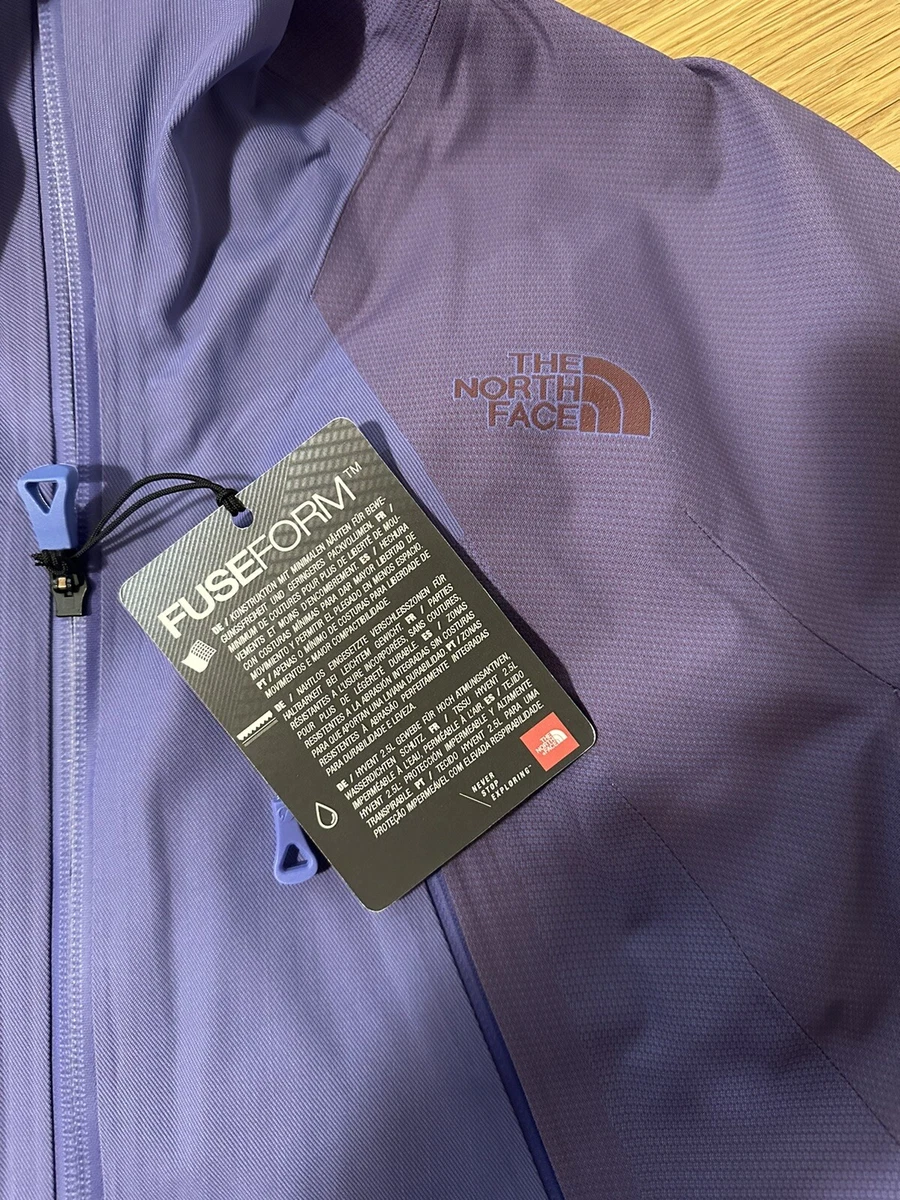 THE
NORTH
FACE
FUSEFORM™
DE / KONSTRUKTION MIT MINIMALEN NÄHTEN FÜR BEWE-
GUNGSFREIHEIT UND GERINGERES PACKVOLUMEN. FR /
MINIMUM DE COUTURES POUR PLUS DE LIBERTÉ DE MOU-
VEMENTS ET MOINS D'ENCOMBREMENT. ES / HECHURA
CON COSTURAS MÍNIMAS PARA DAR MAYOR LIBERTAD DE
MOVIMIENTO Y PERMITIR EL PLEGADO EN MENOS ESPACIO.
PT / APENAS O MÍNIMO DE COSTURAS PARA LIBERDADE DE
MOVIMENTOS E MAIOR COMPACTIBILIDADE.
DE / NAHTLOS EINGESETZTE VERSCHLEISSZONEN FÜR
HALTBARKEIT BEI LEICHTEM GEWICHT. FR / PARTIES
RÉSISTANTES À L'USURE INCORPORÉES, SANS COUTURES,
POUR PLUS DE LÉGÈRETÉ DURABLE. ES / ZONAS
RESISTENTES A LA ABRASIÓN INTEGRADAS SIN COSTURAS
PARA QUE APORTAN UNA LIVIANA DURABILIDAD. PT / ZONAS
RESISTENTES À ABRASÃO PERFEITAMENTE INTEGRADAS
PARA DURABILIDADE E LEVEZA.
DE / HYVENT 2.5L GEWEBE FÜR HOCH ATMUNGSAKTIVEN,
WASSERDICHTEN SCHUTZ. FR / TISSU HYVENT 2.5L
IMPERMÉABLE À L'EAU, PERMÉABLE À L'AIR. ES / TEJIDO
HYVENT 2.5L. PROTECCIÓN IMPERMEABLE Y ALTAMENTE
TRANSPIRABLE. PT / TECIDO HYVENT 2.5L PARA UMA
PROTEÇÃO IMPERMEÁVEL COM ELEVADA RESPIRABILIDADE
NEVER
STOP
EXPLORING™
THE
NORTH
FACE